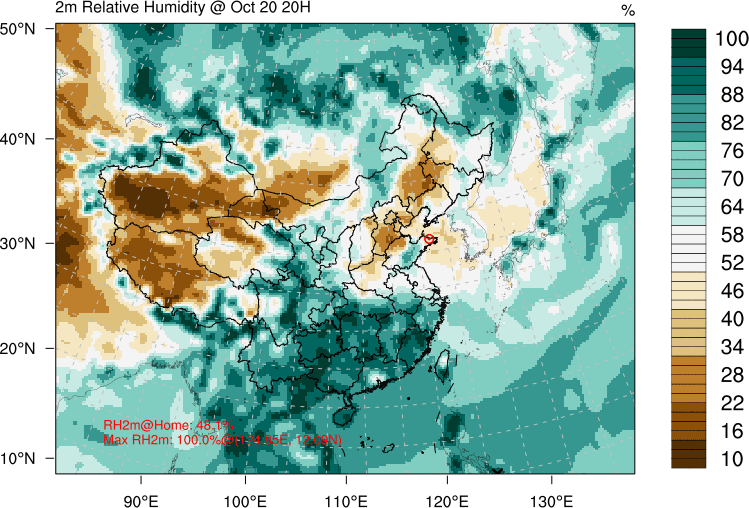 2m Relative Humidity @ Oct 20 20H
%
50°N
40°N
30°N
20°N
10°N
90°E
100°E
110°E
120°E
130°E
100
94
88
82
76
70
64
58
52
46
40
34
28
22
16
10
RH2m@Home: 48.1%
Max RH2m: 100.0%@